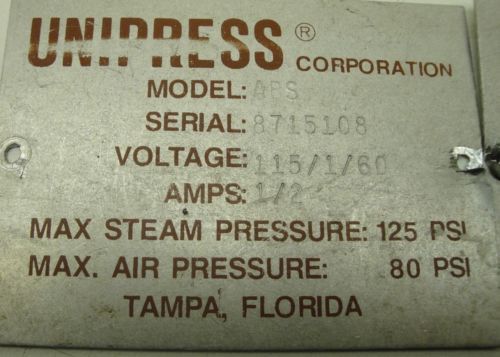 UNIPRESS®
CORPORATION
MODEL: ABS
SERIAL: 8715108
VOLTAGE: 115/1/60
AMPS: 1/2
MAX STEAM PRESSURE: 125 PSI
MAX. AIR PRESSURE: 80 PSI
TAMPA, FLORIDA